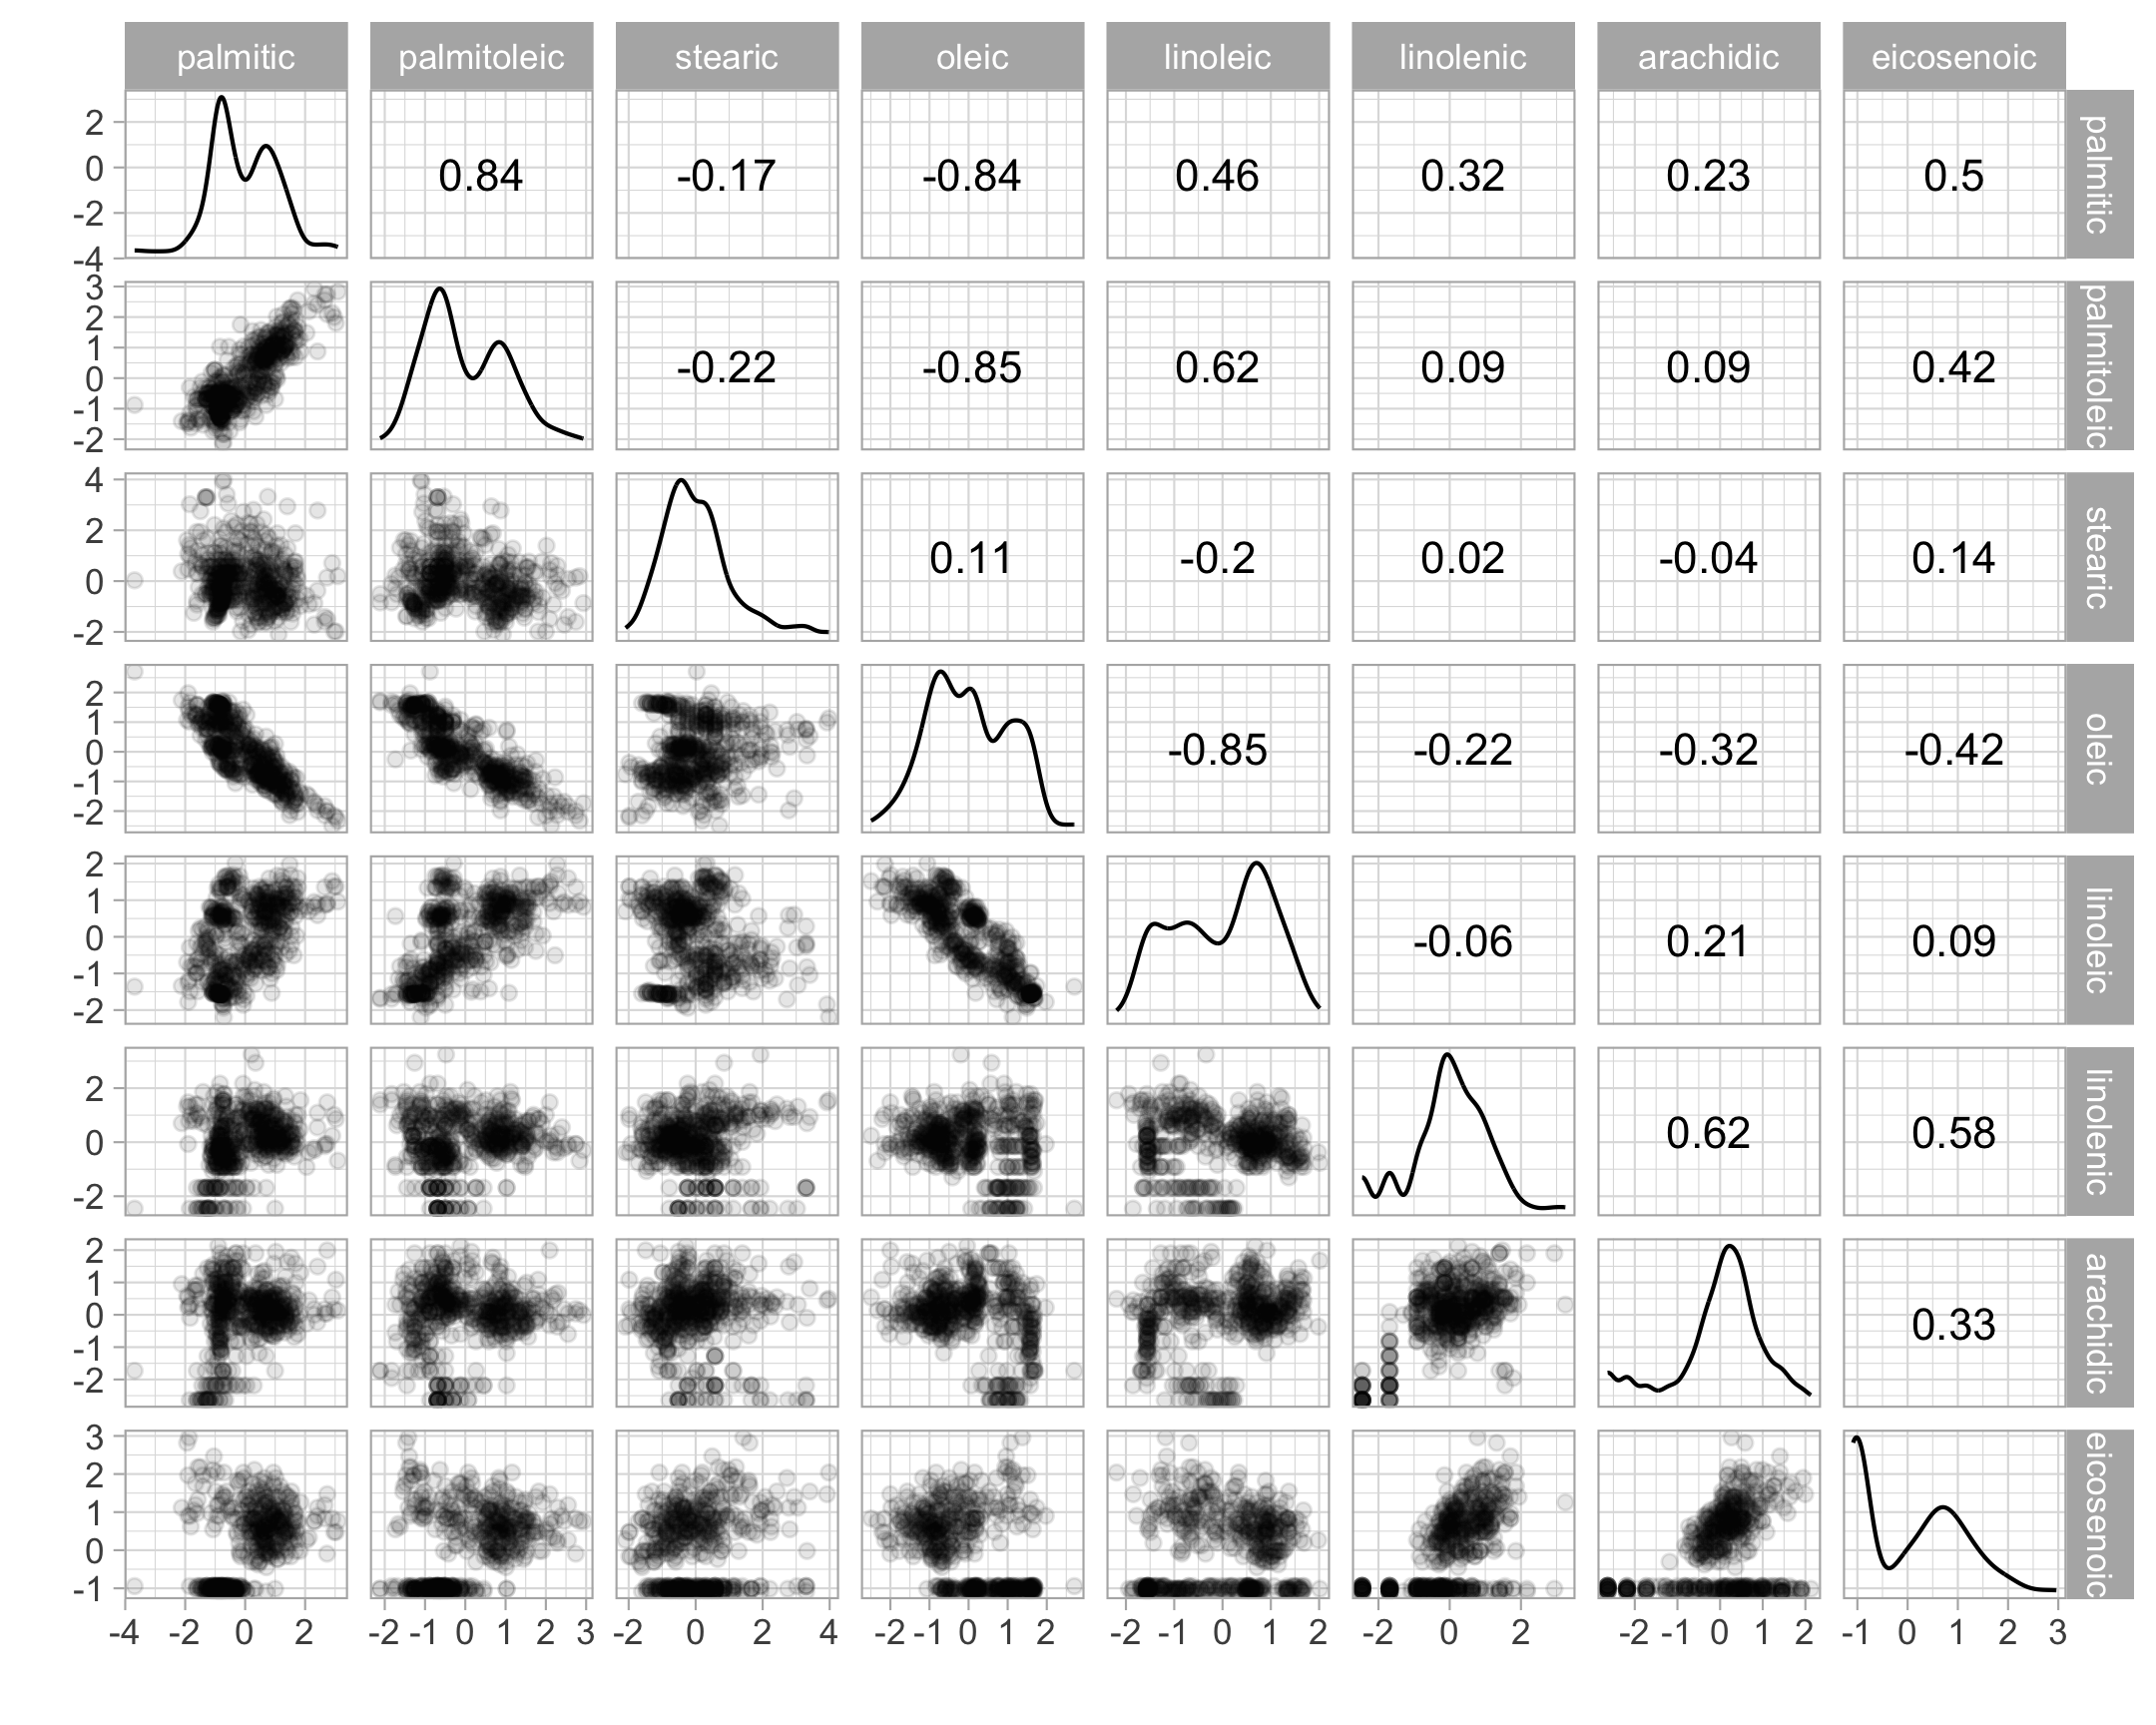 palmitic palmitoleic stearic oleic linoleic linolenic arachidic eicosenoic
2 0 -2 -4 0.84 -0.17 -0.84 0.46 0.32 0.23 0.5 palmitic
3 2 1 0 -1 -2 -0.22 -0.85 0.62 0.09 0.09 0.42 palmitoleic
4 2 0 -2 0.11 -0.2 0.02 -0.04 0.14 stearic
2 1 0 -1 -2 -0.85 -0.22 -0.32 -0.42 oleic
2 1 0 -1 -2 -0.06 0.21 0.09 linoleic
2 0 -2 0.62 0.58 linolenic
2 1 0 -1 -2 0.33 arachidic
3 2 1 0 -1 eicosenoic
-4 -2 0 2 -2 -1 0 1 2 3 -2 0 2 4 -2 -1 0 1 2 -2 -1 0 1 2 -2 0 2 -2 -1 0 1 2 -1 0 1 2 3